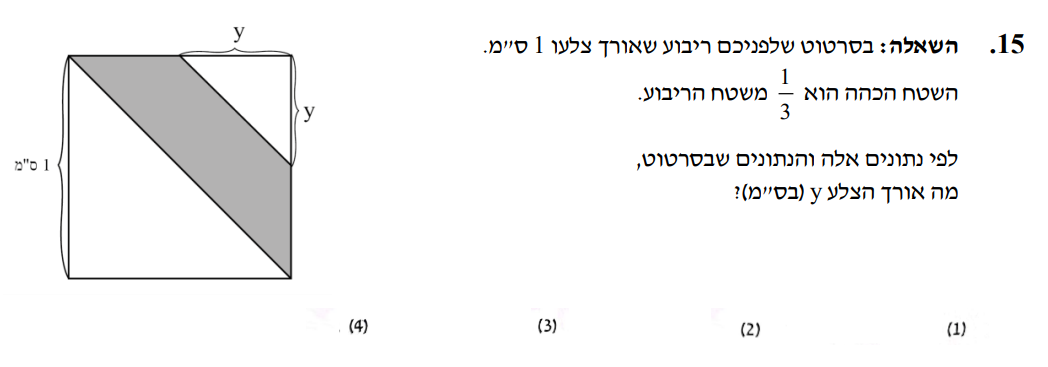 15. השאלה: בסרטוט שלפניכם ריבוע שאורך צלעו 1 ס״מ.
השטח הכהה הוא 1/3 משטח הריבוע.
לפי נתונים אלה והנתונים שבסרטוט,
מה אורך הצלע y (בס״מ)?
y
y
1 ס"מ
(1) (2) (3) (4)